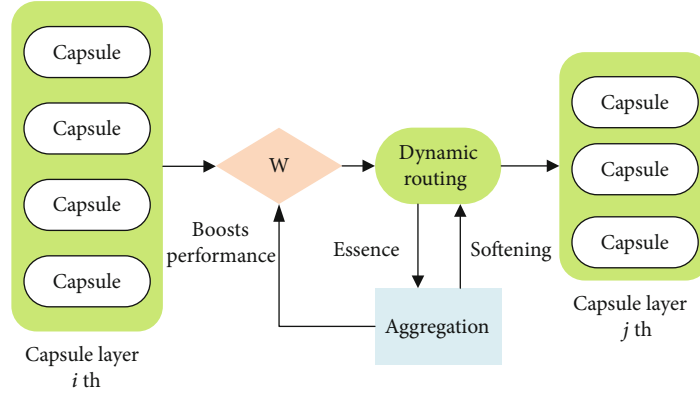 Capsule
Capsule
Capsule
Capsule
Capsule layer
i th
W
Boosts
performance
Dynamic
routing
Essence
Softening
Aggregation
Capsule
Capsule
Capsule
Capsule layer
j th